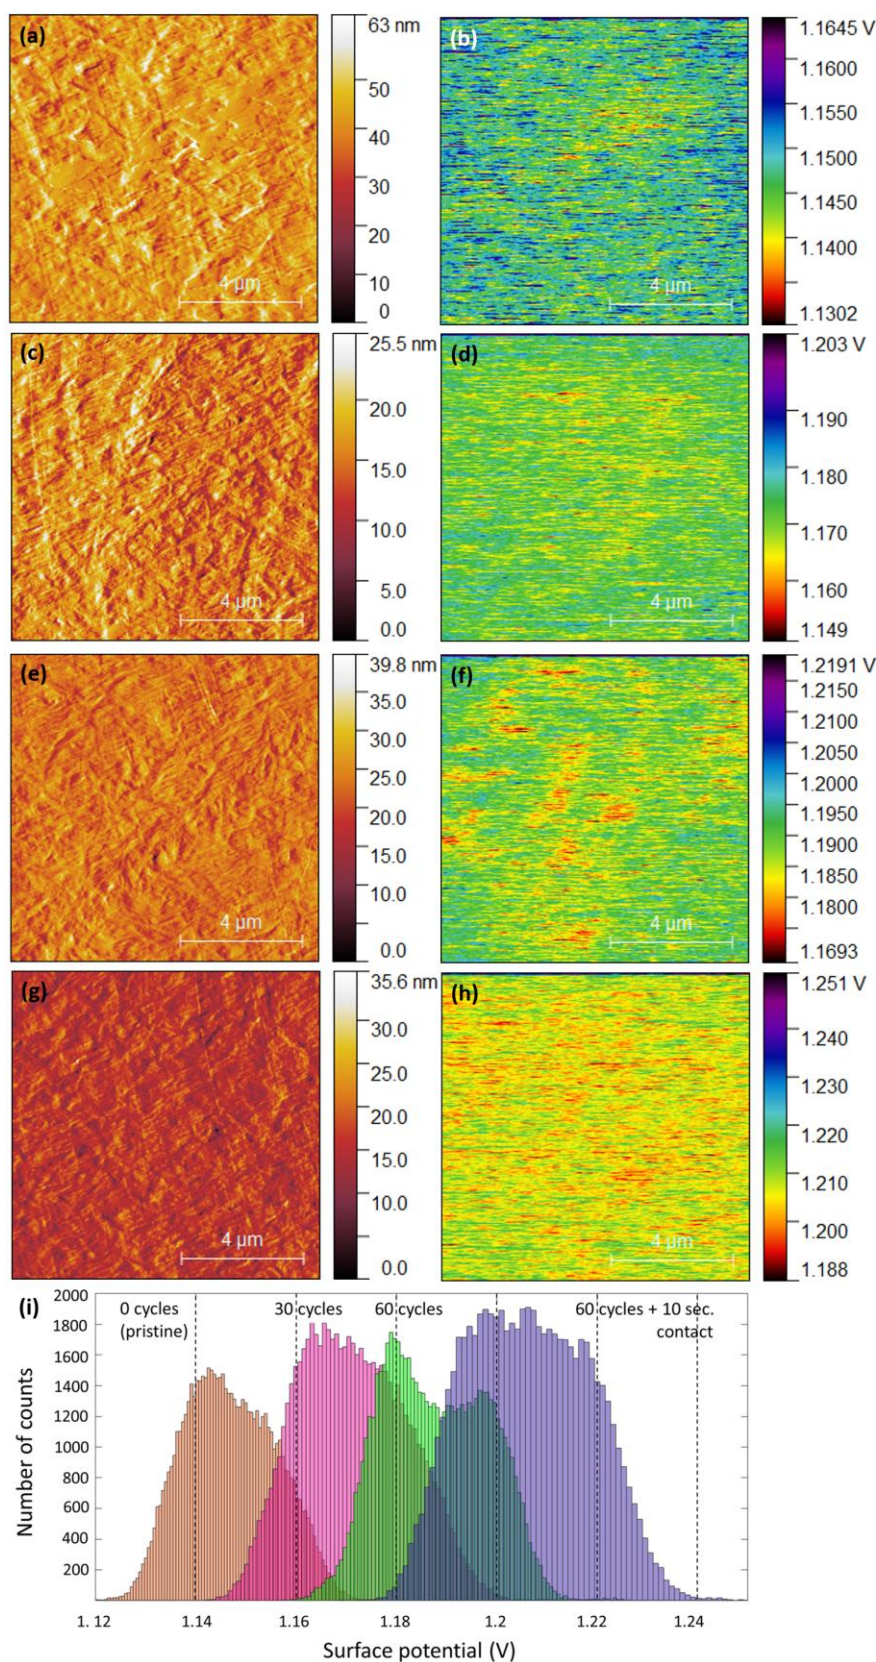 (a)
63 nm
50
40
30
20
10
0
4 µm
(b)
1.1645 V
1.1600
1.1550
1.1500
1.1450
1.1400
1.1302
4 µm
(c)
25.5 nm
20.0
15.0
10.0
5.0
0.0
4 µm
(d)
1.203 V
1.190
1.180
1.170
1.160
1.149
4 µm
(e)
39.8 nm
35.0
30.0
25.0
20.0
15.0
10.0
0.0
4 µm
(f)
1.2191 V
1.2150
1.2100
1.2050
1.2000
1.1950
1.1900
1.1850
1.1800
1.1693
4 µm
(g)
35.6 nm
30.0
25.0
20.0
15.0
10.0
0.0
4 µm
(h)
1.251 V
1.240
1.230
1.220
1.210
1.200
1.188
4 µm
(i)
2000
1800
1600
1400
1200
1000
800
600
400
200
Number of counts
0 cycles
(pristine)
30 cycles
60 cycles
60 cycles + 10 sec.
contact
1. 12
1.14
1.16
1.18
1.2
1.22
1.24
Surface potential (V)